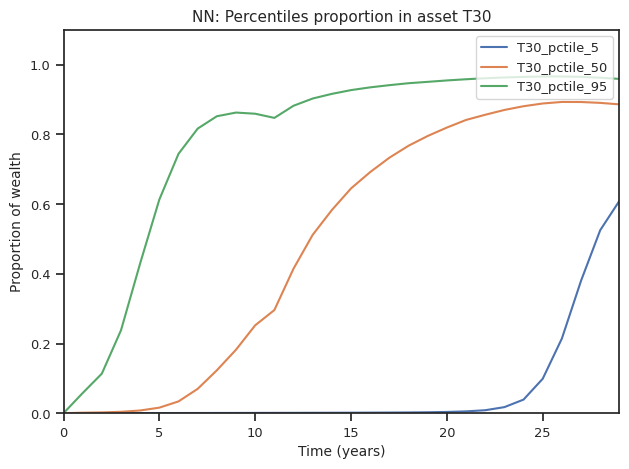 NN: Percentiles proportion in asset T30
T30_pctile_5
T30_pctile_50
T30_pctile_95
1.0
0.8
0.6
0.4
0.2
0.0
Proportion of wealth
0 5 10 15 20 25
Time (years)